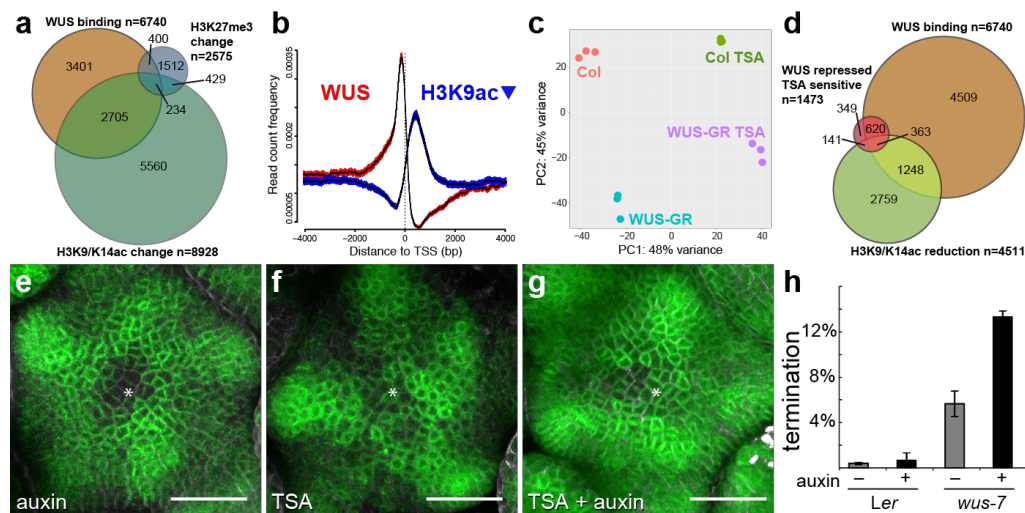 a
WUS binding n=6740
H3K27me3
change
n=2575
400
3401
1512
429
234
2705
5560
H3K9/K14ac change n=8928
b
Read count frequency
0.00035
0.0002
0.00005
WUS
H3K9ac▼
−4000
−2000
0
2000
4000
Distance to TSS (bp)
c
PC2: 45% variance
20
0
−20
−40
Col
Col TSA
WUS-GR TSA
WUS-GR
−40
−20
0
20
40
PC1: 48% variance
d
WUS binding n=6740
WUS repressed
TSA sensitive
n=1473
349
4509
620
141
363
1248
2759
H3K9/K14ac reduction n=4511
e
*
auxin
f
*
TSA
g
*
TSA + auxin
h
termination
12%
8%
4%
auxin
−
+
−
+
Ler
wus-7